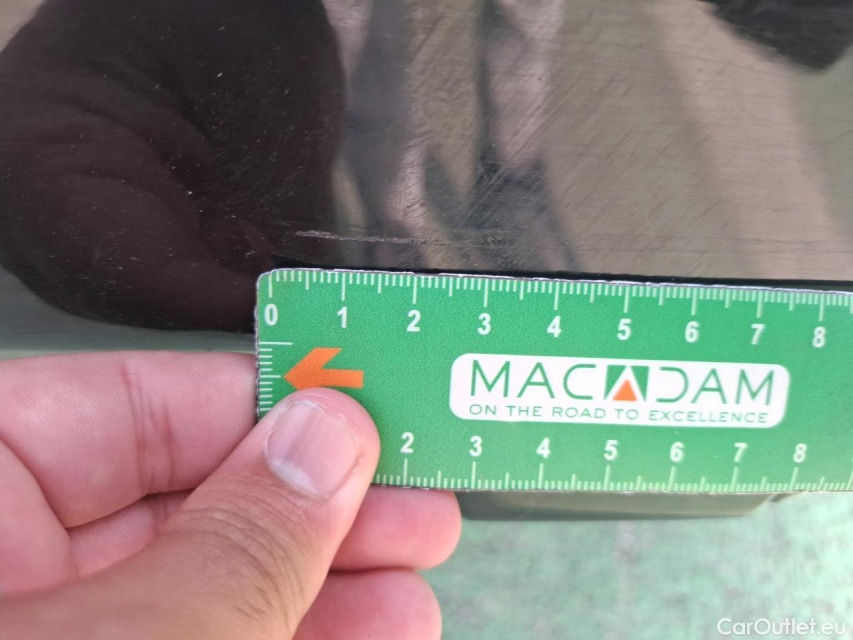 0 1 2 3 4 5 6 7 8
MACADAM
ON THE ROAD TO EXCELLENCE
2 3 4 5 6 7 8
CarOutlet.eu